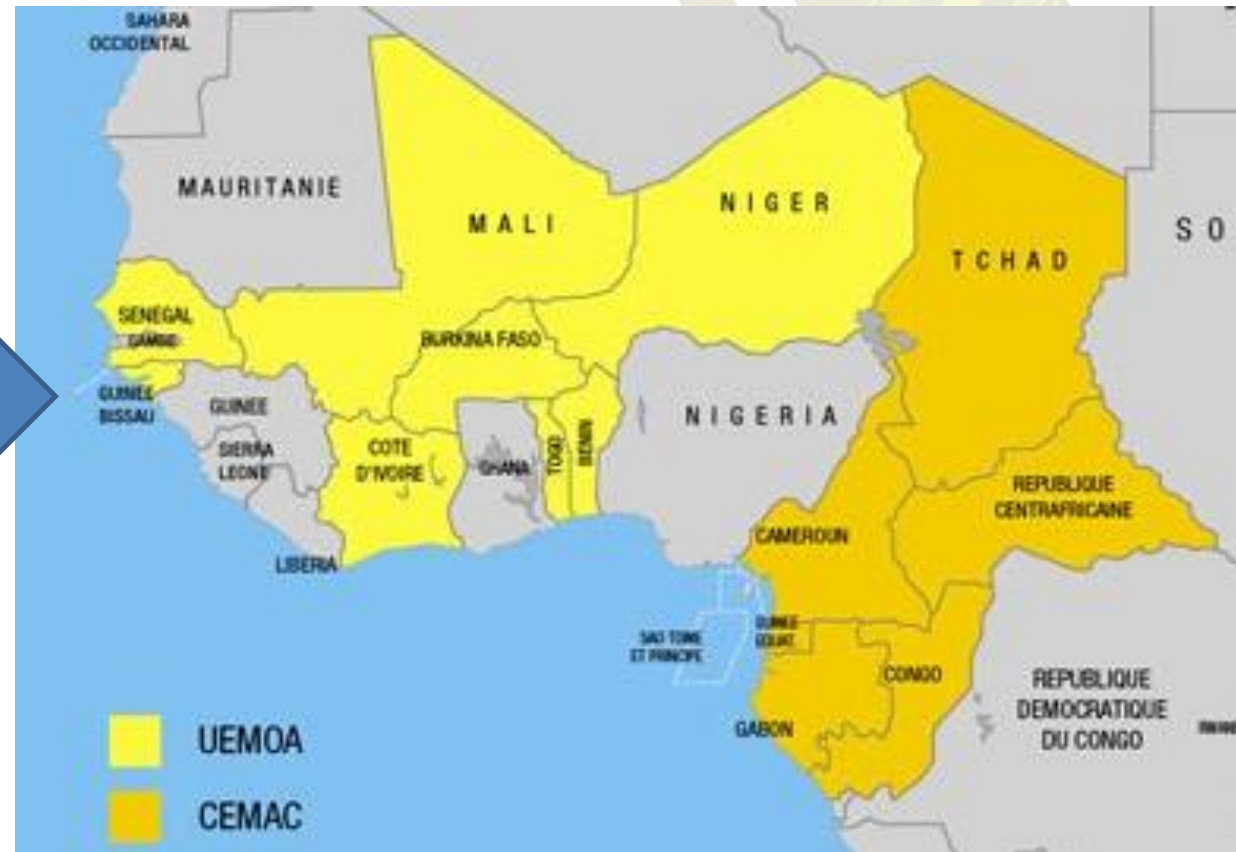 SAHARA
OCCIDENTAL
MAURITANIE
MALI
NIGER
TCHAD
SO
SENEGAL
GAMBIE
BURKINA FASO
GUINEE
BISSAU
GUINEE
NIGERIA
SIERRA
LEONE
COTE
D'IVOIRE
GHANA
TOGO
BENIN
REPUBLIQUE
CENTRAFRICAINE
CAMEROUN
LIBERIA
GUINEE
EQUAT
SAO TOME
ET PRINCIPE
CONGO
REPUBLIQUE
DEMOCRATIQUE
DU CONGO
GABON
UEMOA
CEMAC